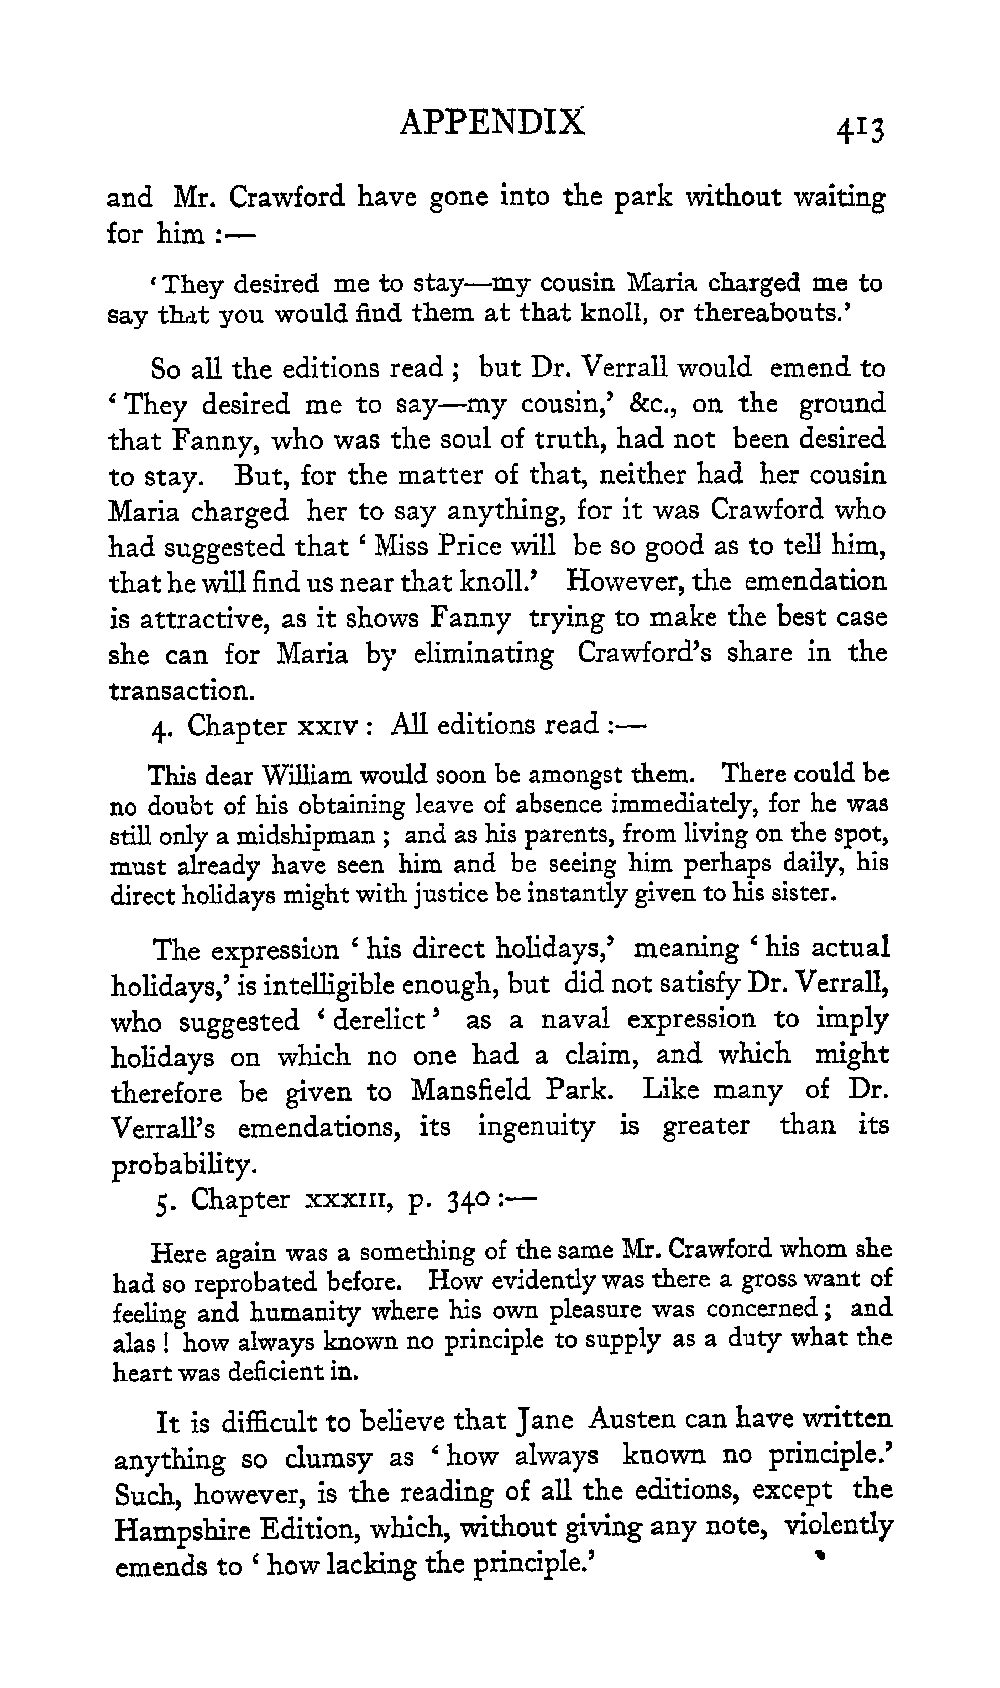 APPENDIX 413
and Mr. Crawford have gone into the park without waiting
for him :—
‘They desired me to stay—my cousin Maria charged me to
say that you would find them at that knoll, or thereabouts.’
So all the editions read ; but Dr. Verrall would emend to
‘They desired me to say—my cousin,’ &c., on the ground
that Fanny, who was the soul of truth, had not been desired
to stay. But, for the matter of that, neither had her cousin
Maria charged her to say anything, for it was Crawford who
had suggested that ‘Miss Price will be so good as to tell him,
that he will find us near that knoll.’ However, the emendation
is attractive, as it shows Fanny trying to make the best case
she can for Maria by eliminating Crawford’s share in the
transaction.
4. Chapter XXIV : All editions read :—
This dear William would soon be amongst them. There could be
no doubt of his obtaining leave of absence immediately, for he was
still only a midshipman ; and as his parents, from living on the spot,
must already have seen him and be seeing him perhaps daily, his
direct holidays might with justice be instantly given to his sister.
The expression ‘his direct holidays,’ meaning ‘his actual
holidays,’ is intelligible enough, but did not satisfy Dr. Verrall,
who suggested ‘derelict’ as a naval expression to imply
holidays on which no one had a claim, and which might
therefore be given to Mansfield Park. Like many of Dr.
Verrall’s emendations, its ingenuity is greater than its
probability.
5. Chapter XXXIII, p. 340 :—
Here again was a something of the same Mr. Crawford whom she
had so reprobated before. How evidently was there a gross want of
feeling and humanity where his own pleasure was concerned ; and
alas ! how always known no principle to supply as a duty what the
heart was deficient in.
It is difficult to believe that Jane Austen can have written
anything so clumsy as ‘how always known no principle.’
Such, however, is the reading of all the editions, except the
Hampshire Edition, which, without giving any note, violently
emends to ‘how lacking the principle.’